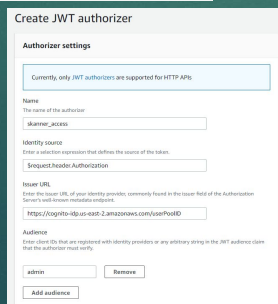 Create JWT authorizer
Authorizer settings
Currently, only JWT authorizers are supported for HTTP APIs
Name
The name of the authorizer
skanner_access
Identity source
Enter a selection expression that defines the source of the token.
$request.header.Authorization
Issuer URL
Enter the issuer URL of your identity provider, commonly found in the issuer field of the Authorization
Server's well-known metadata endpoint.
https://cognito-idp.us-east-2.amazonaws.com/userPoolID
Audience
Enter client IDs that are registered with identity providers or any arbitrary string in the JWT audience claim
that the authorizer must verify.
admin Remove
Add audience